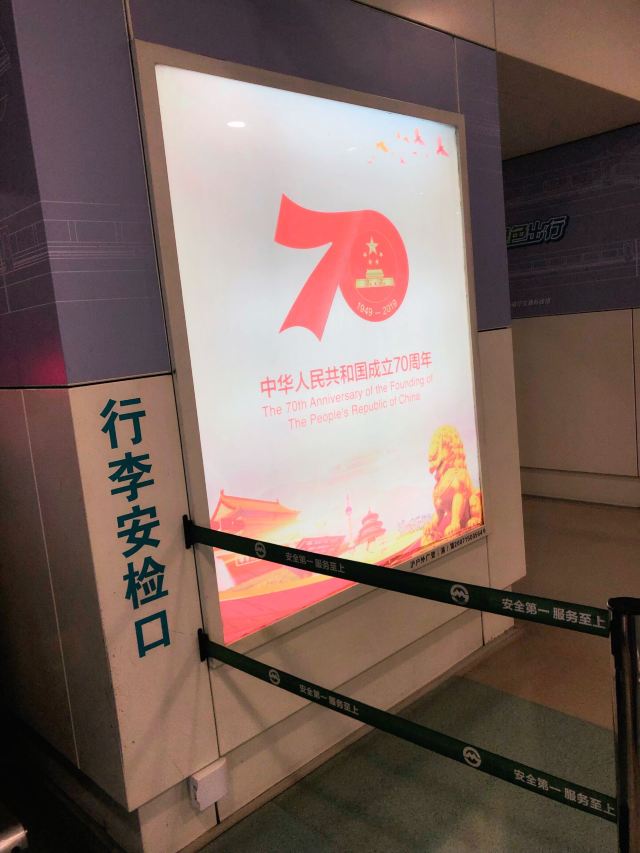 1949-2019
中华人民共和国成立70周年
The 70th Anniversary of the Founding of
The People's Republic of China
行李安检口
色出行
安全第一 服务至上
安全第一 服务至上
安全第一 服务至上
安全第一 服务至上